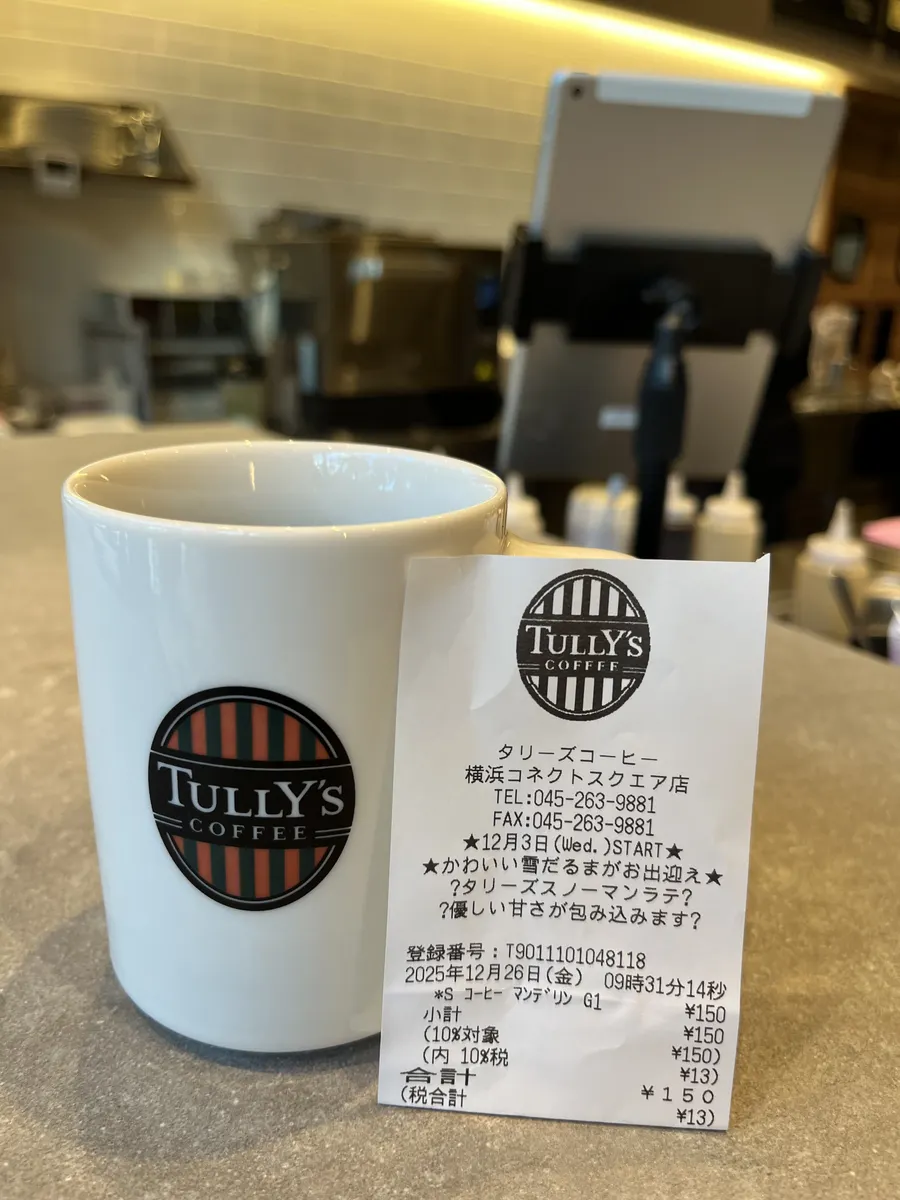 TULLY'S
COFFEE
TULLY'S
COFFEE
タリーズコーヒー
横浜コネクトスクエア店
TEL:045-263-9881
FAX:045-263-9881
★12月3日(Wed.)START★
★かわいい雪だるまがお出迎え★
?タリーズスノーマンラテ?
?優しい甘さが包み込みます?
登録番号:T9011101048118
2025年12月26日(金) 09時31分14秒
*S コーヒー マンデリン G1 ¥150
小計 ¥150
(10%対象 ¥150)
(内 10%税 ¥13)
合計 ¥150
(税合計 ¥13)